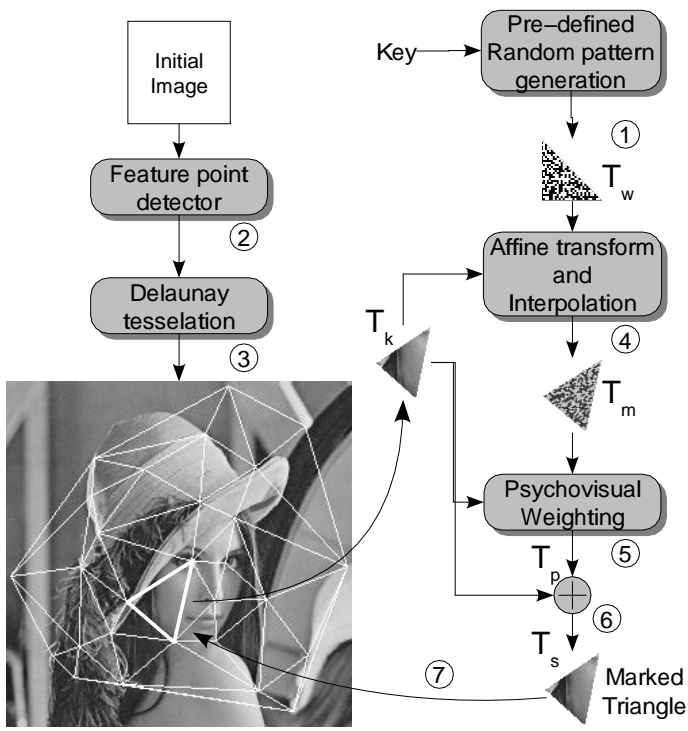 Initial
Image
Feature point
detector
2
Delaunay
tesselation
3
Key
Pre–defined
Random pattern
generation
1
T w
Affine transform
and
Interpolation
4
T k
T m
Psychovisual
Weighting
5
T p
6
T s
7
Marked
Triangle